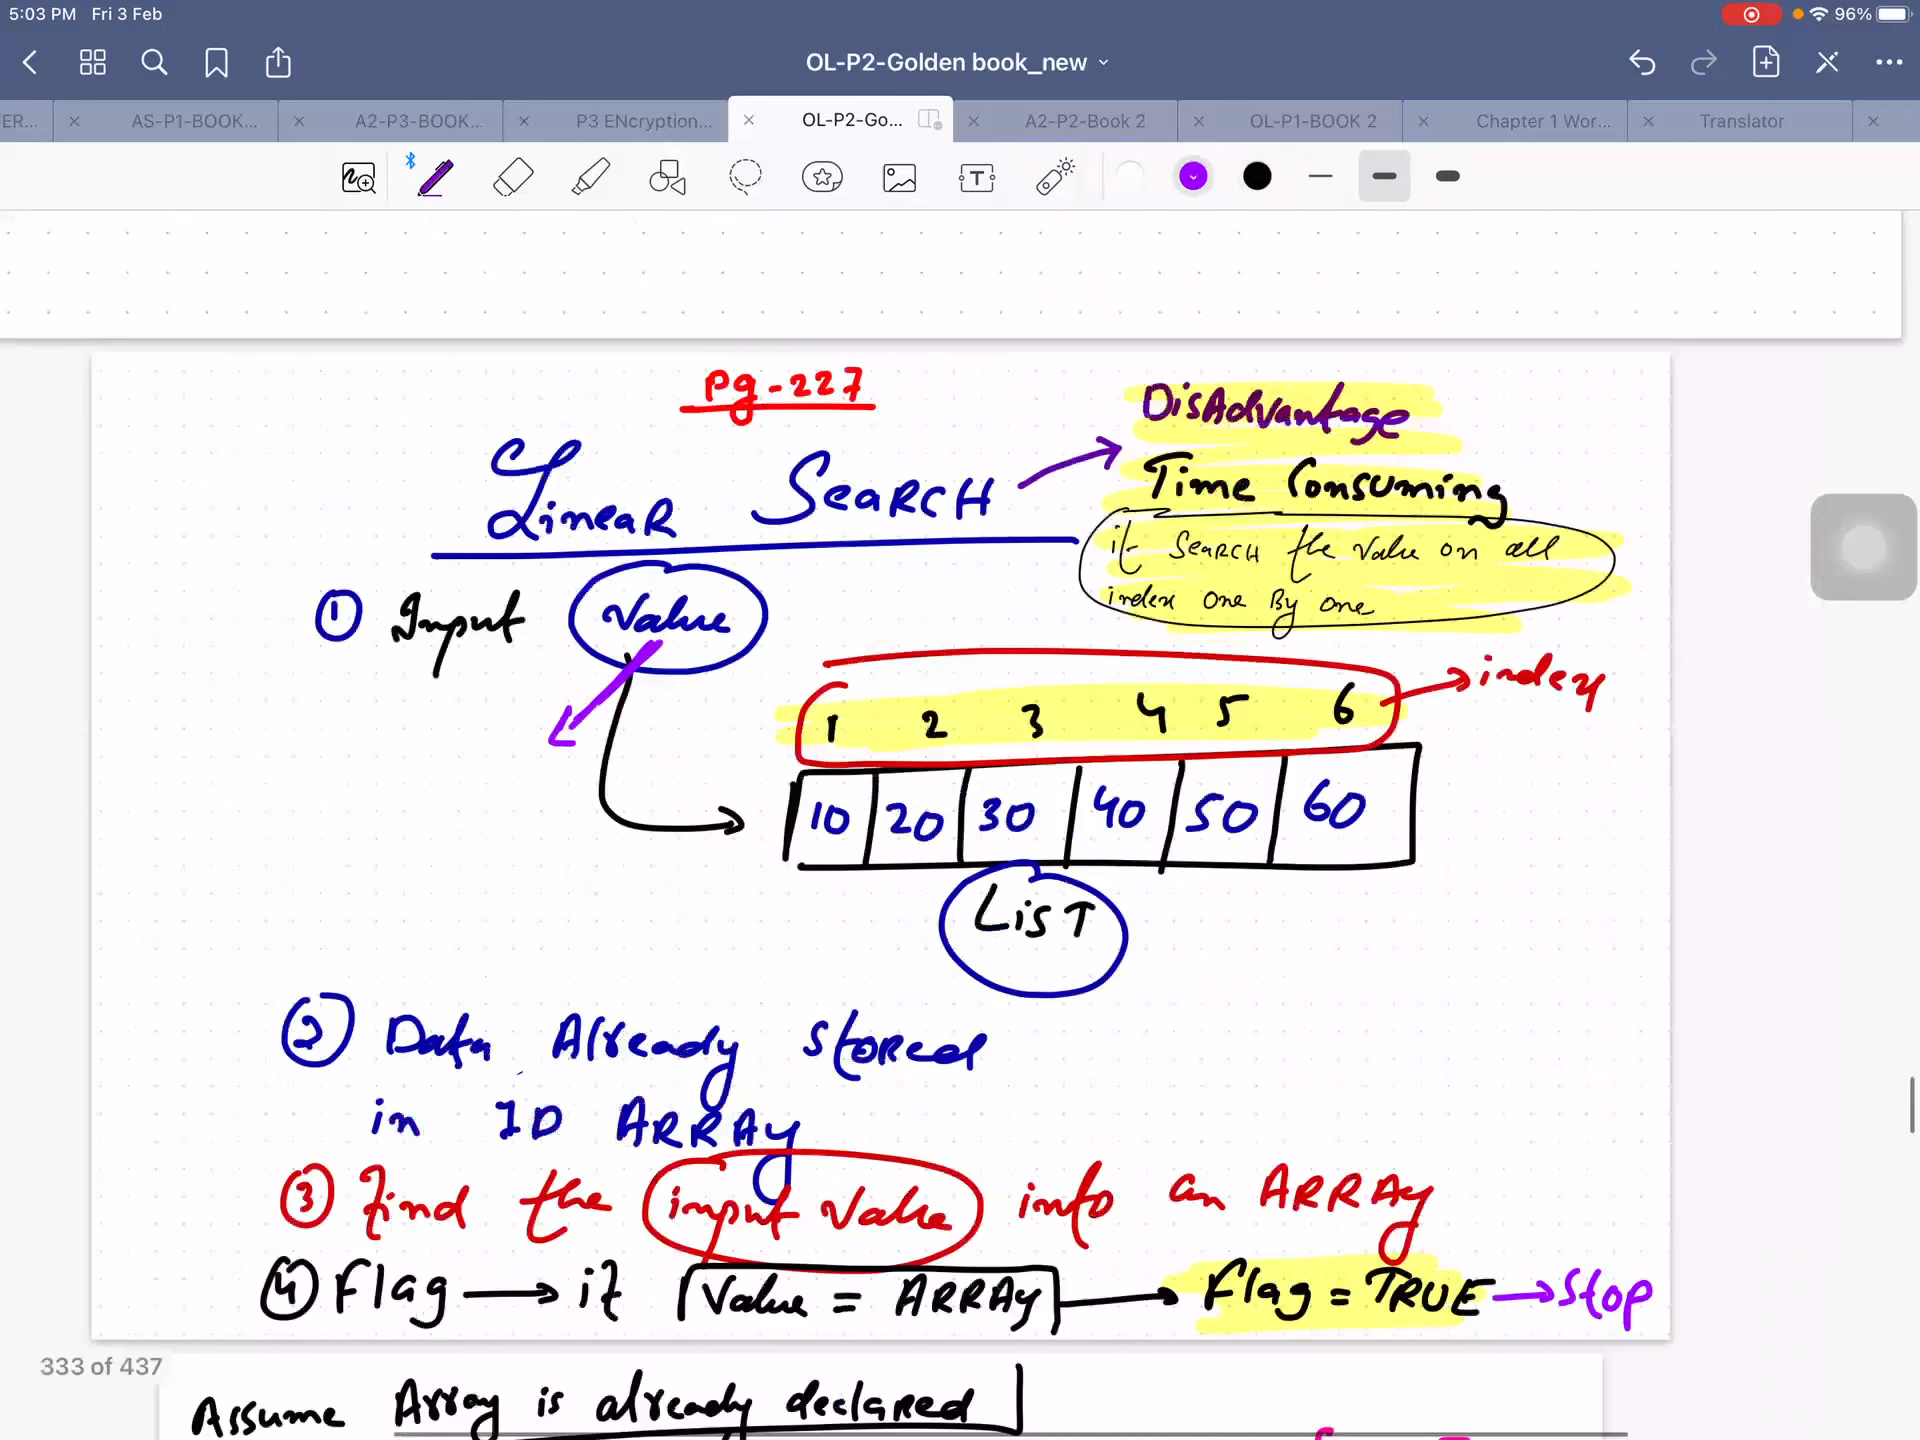 5:03 PM Fri 3 Feb
96%
OL-P2-Golden book_new
ER...
AS-P1-BOOK...
A2-P3-BOOK...
P3 ENcryption...
OL-P2-Go...
A2-P2-Book 2
OL-P1-BOOK 2
Chapter 1 Wor...
Translator
Pg-227
DisAdvantage
Linear Search
Time Consuming
it Search the value on all
index one By one
① Input Value
index
1 2 3 4 5 6
10 20 30 40 50 60
List
② Data Already Stored
in 1D ARRAY
③ Find the input value into an ARRAY
④ Flag → if Value = ARRAY → Flag = TRUE → Stop
333 of 437
Assume Array is already declared